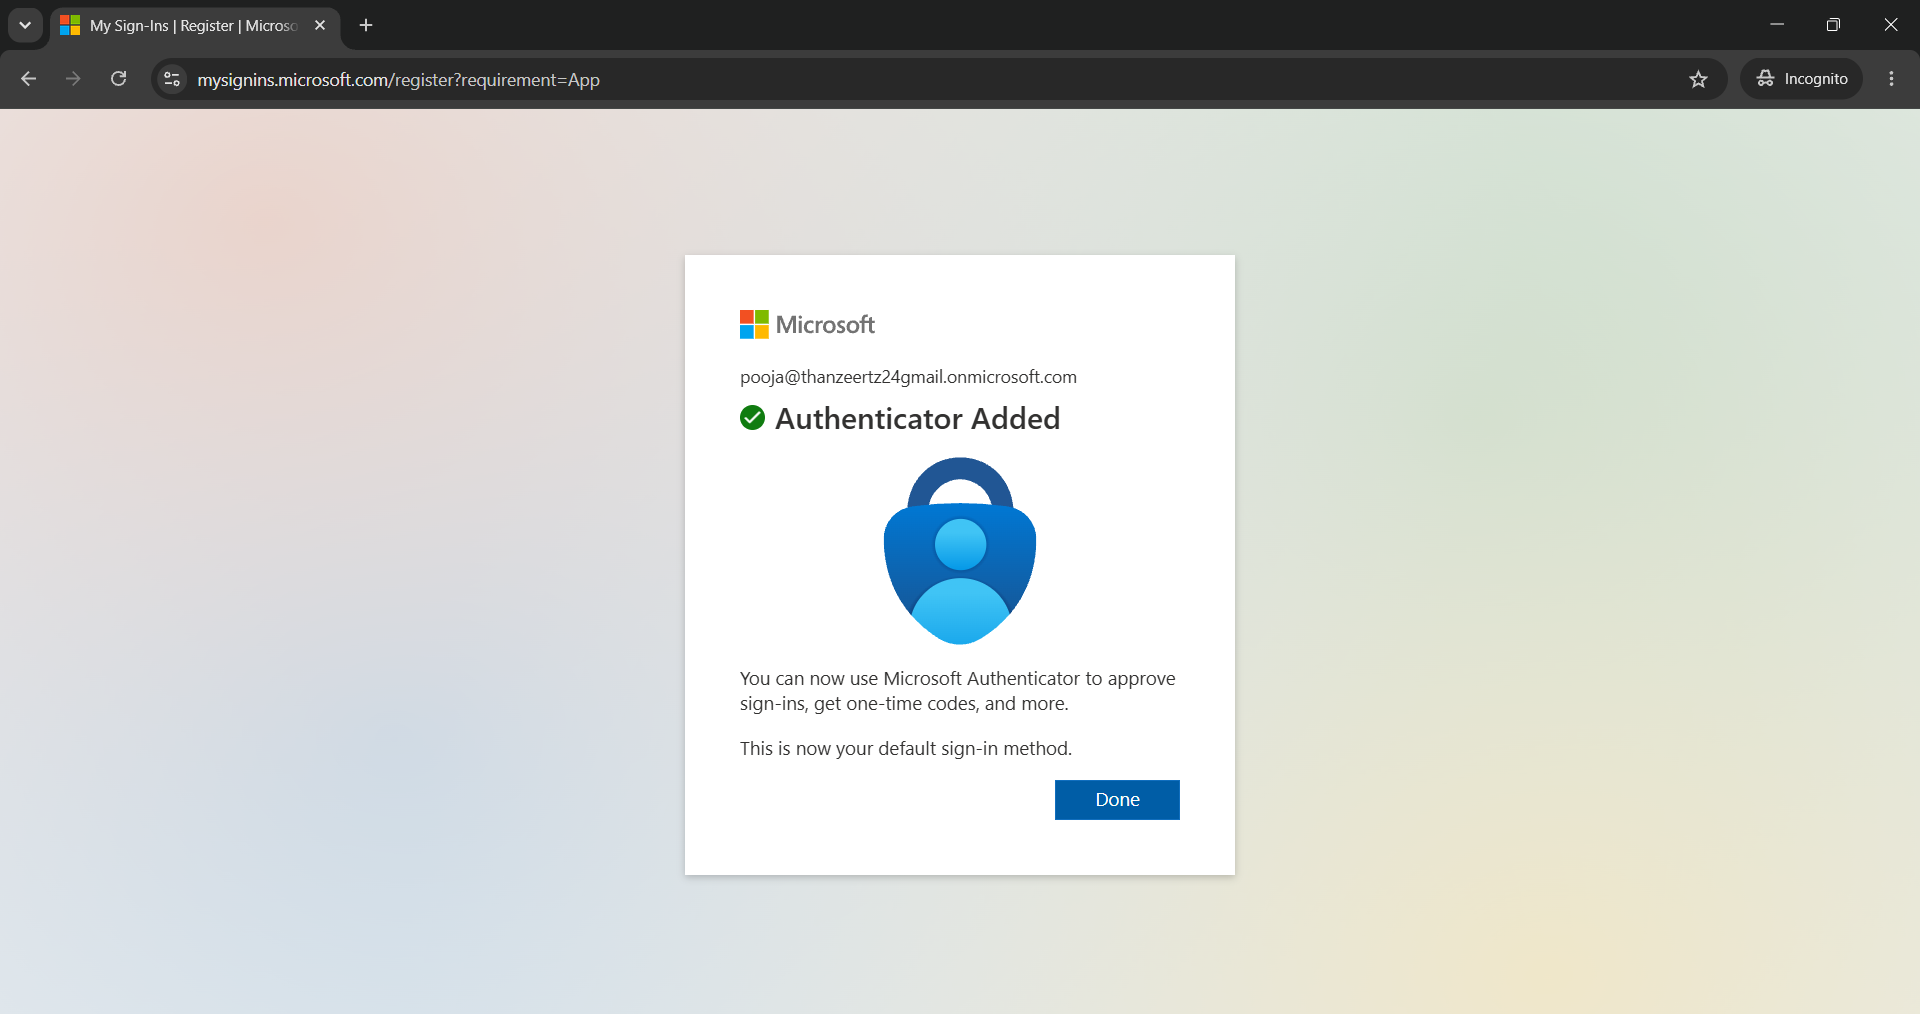 My Sign-Ins | Register | Microso
mysignins.microsoft.com/register?requirement=App
Incognito
Microsoft
pooja@thanzeertz24gmail.onmicrosoft.com
Authenticator Added
You can now use Microsoft Authenticator to approve
sign-ins, get one-time codes, and more.
This is now your default sign-in method.
Done